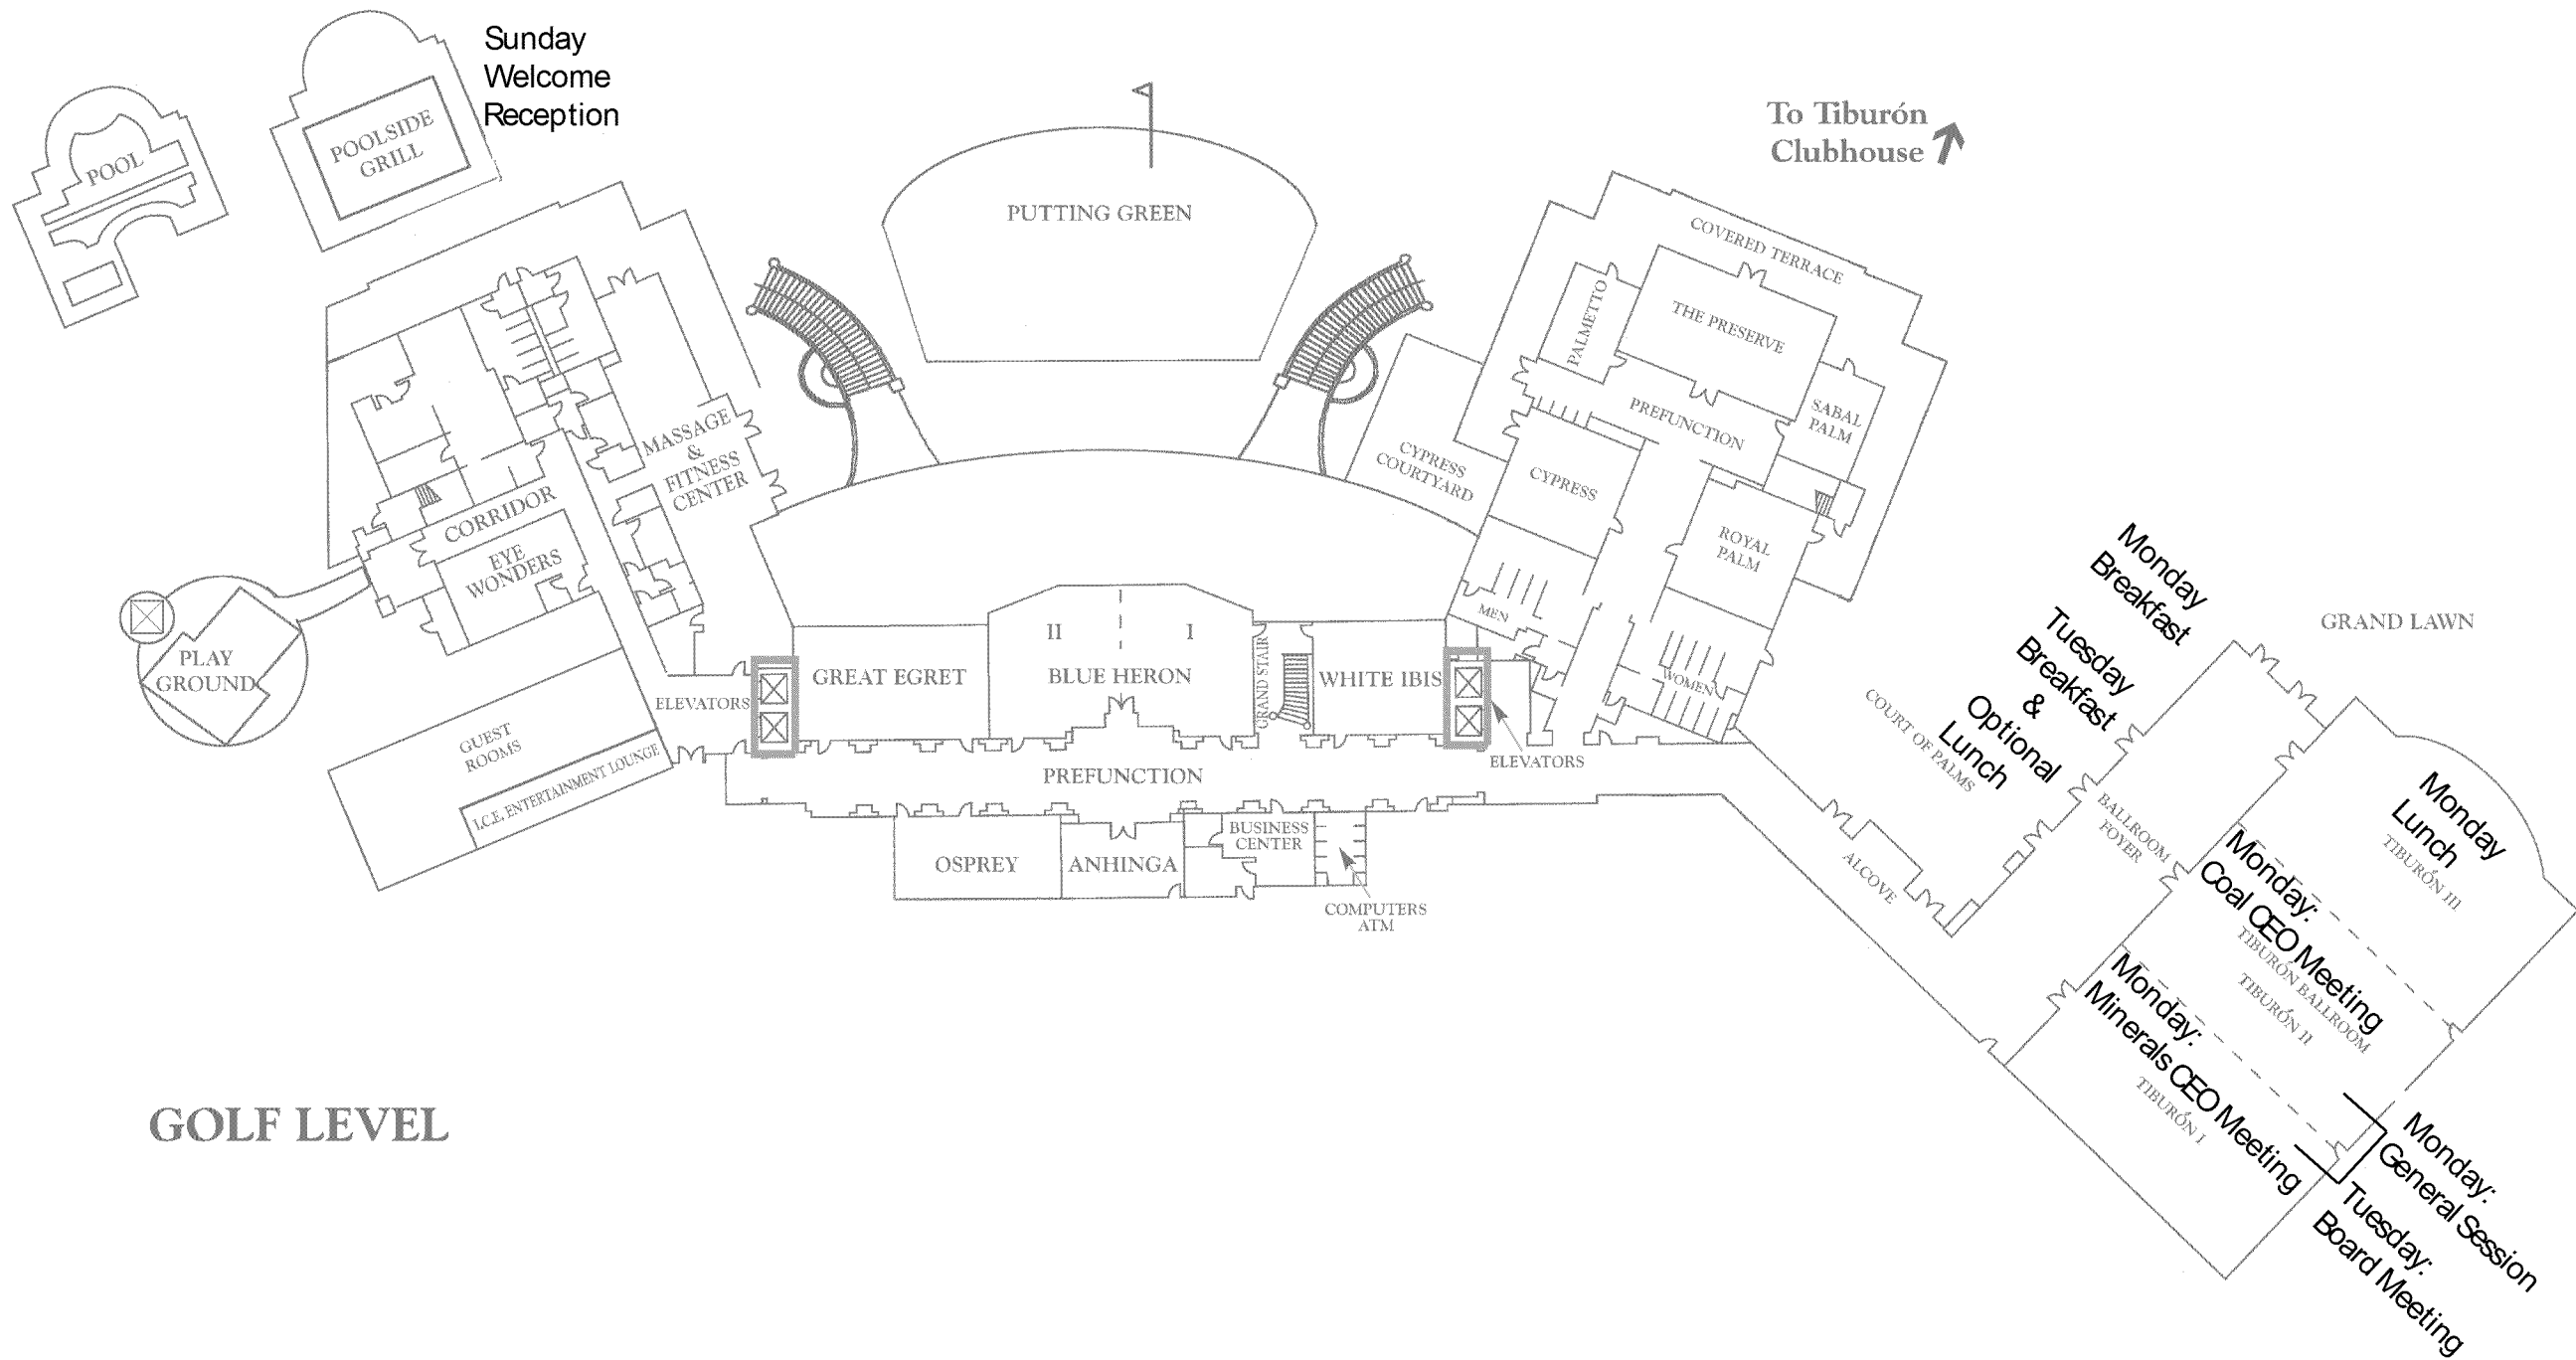 Sunday
Welcome
Reception
POOL
POOLSIDE
GRILL
PUTTING GREEN
To Tiburón
Clubhouse
COVERED TERRACE
PALMETTO
THE PRESERVE
SABAL
PALM
PREFUNCTION
CYPRESS
COURTYARD
CYPRESS
ROYAL
PALM
MEN
WOMEN
MASSAGE
&
FITNESS
CENTER
CORRIDOR
EYE
WONDERS
PLAY
GROUND
GUEST
ROOMS
I.C.E. ENTERTAINMENT LOUNGE
ELEVATORS
GREAT EGRET
II
I
BLUE HERON
GRAND STAIR
WHITE IBIS
ELEVATORS
PREFUNCTION
OSPREY
ANHINGA
BUSINESS
CENTER
COMPUTERS
ATM
Monday
Breakfast
Tuesday
Breakfast
&
Optional
Lunch
COURT OF PALMS
GRAND LAWN
ALCOVE
BALLROOM
FOYER
Monday
Lunch
TIBURÓN III
Monday:
Coal CEO Meeting
TIBURÓN BALLROOM
TIBURÓN II
Monday:
Minerals CEO Meeting
TIBURÓN I
Monday:
General Session
Tuesday:
Board Meeting
GOLF LEVEL